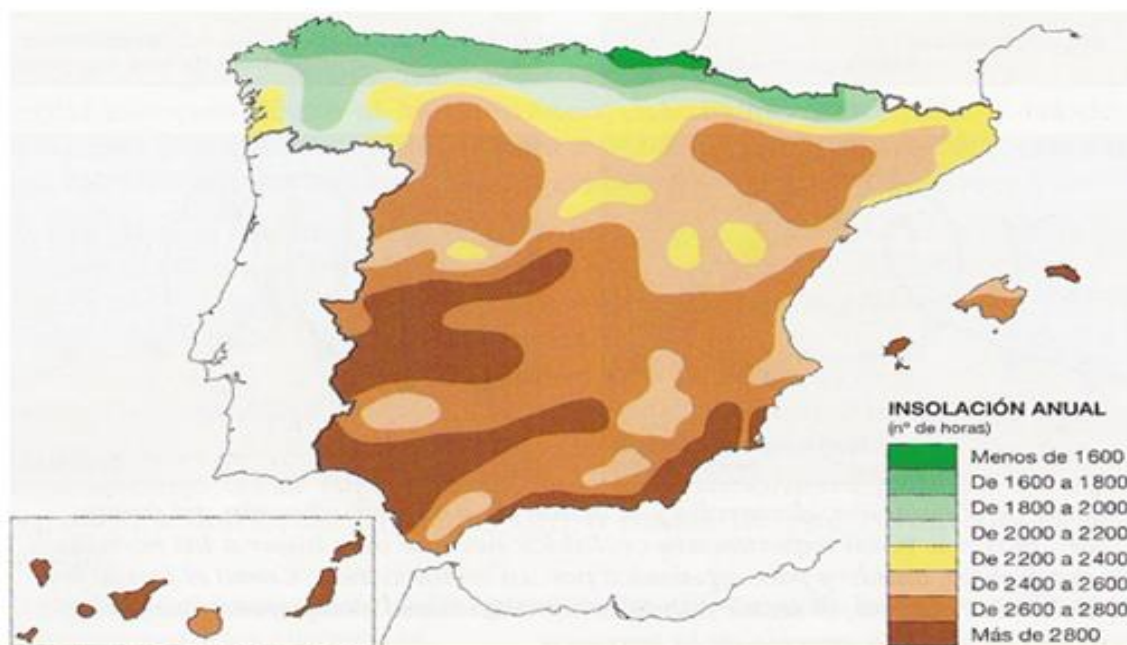 INSOLACIÓN ANUAL
(nº de horas)
Menos de 1600
De 1600 a 1800
De 1800 a 2000
De 2000 a 2200
De 2200 a 2400
De 2400 a 2600
De 2600 a 2800
Más de 2800